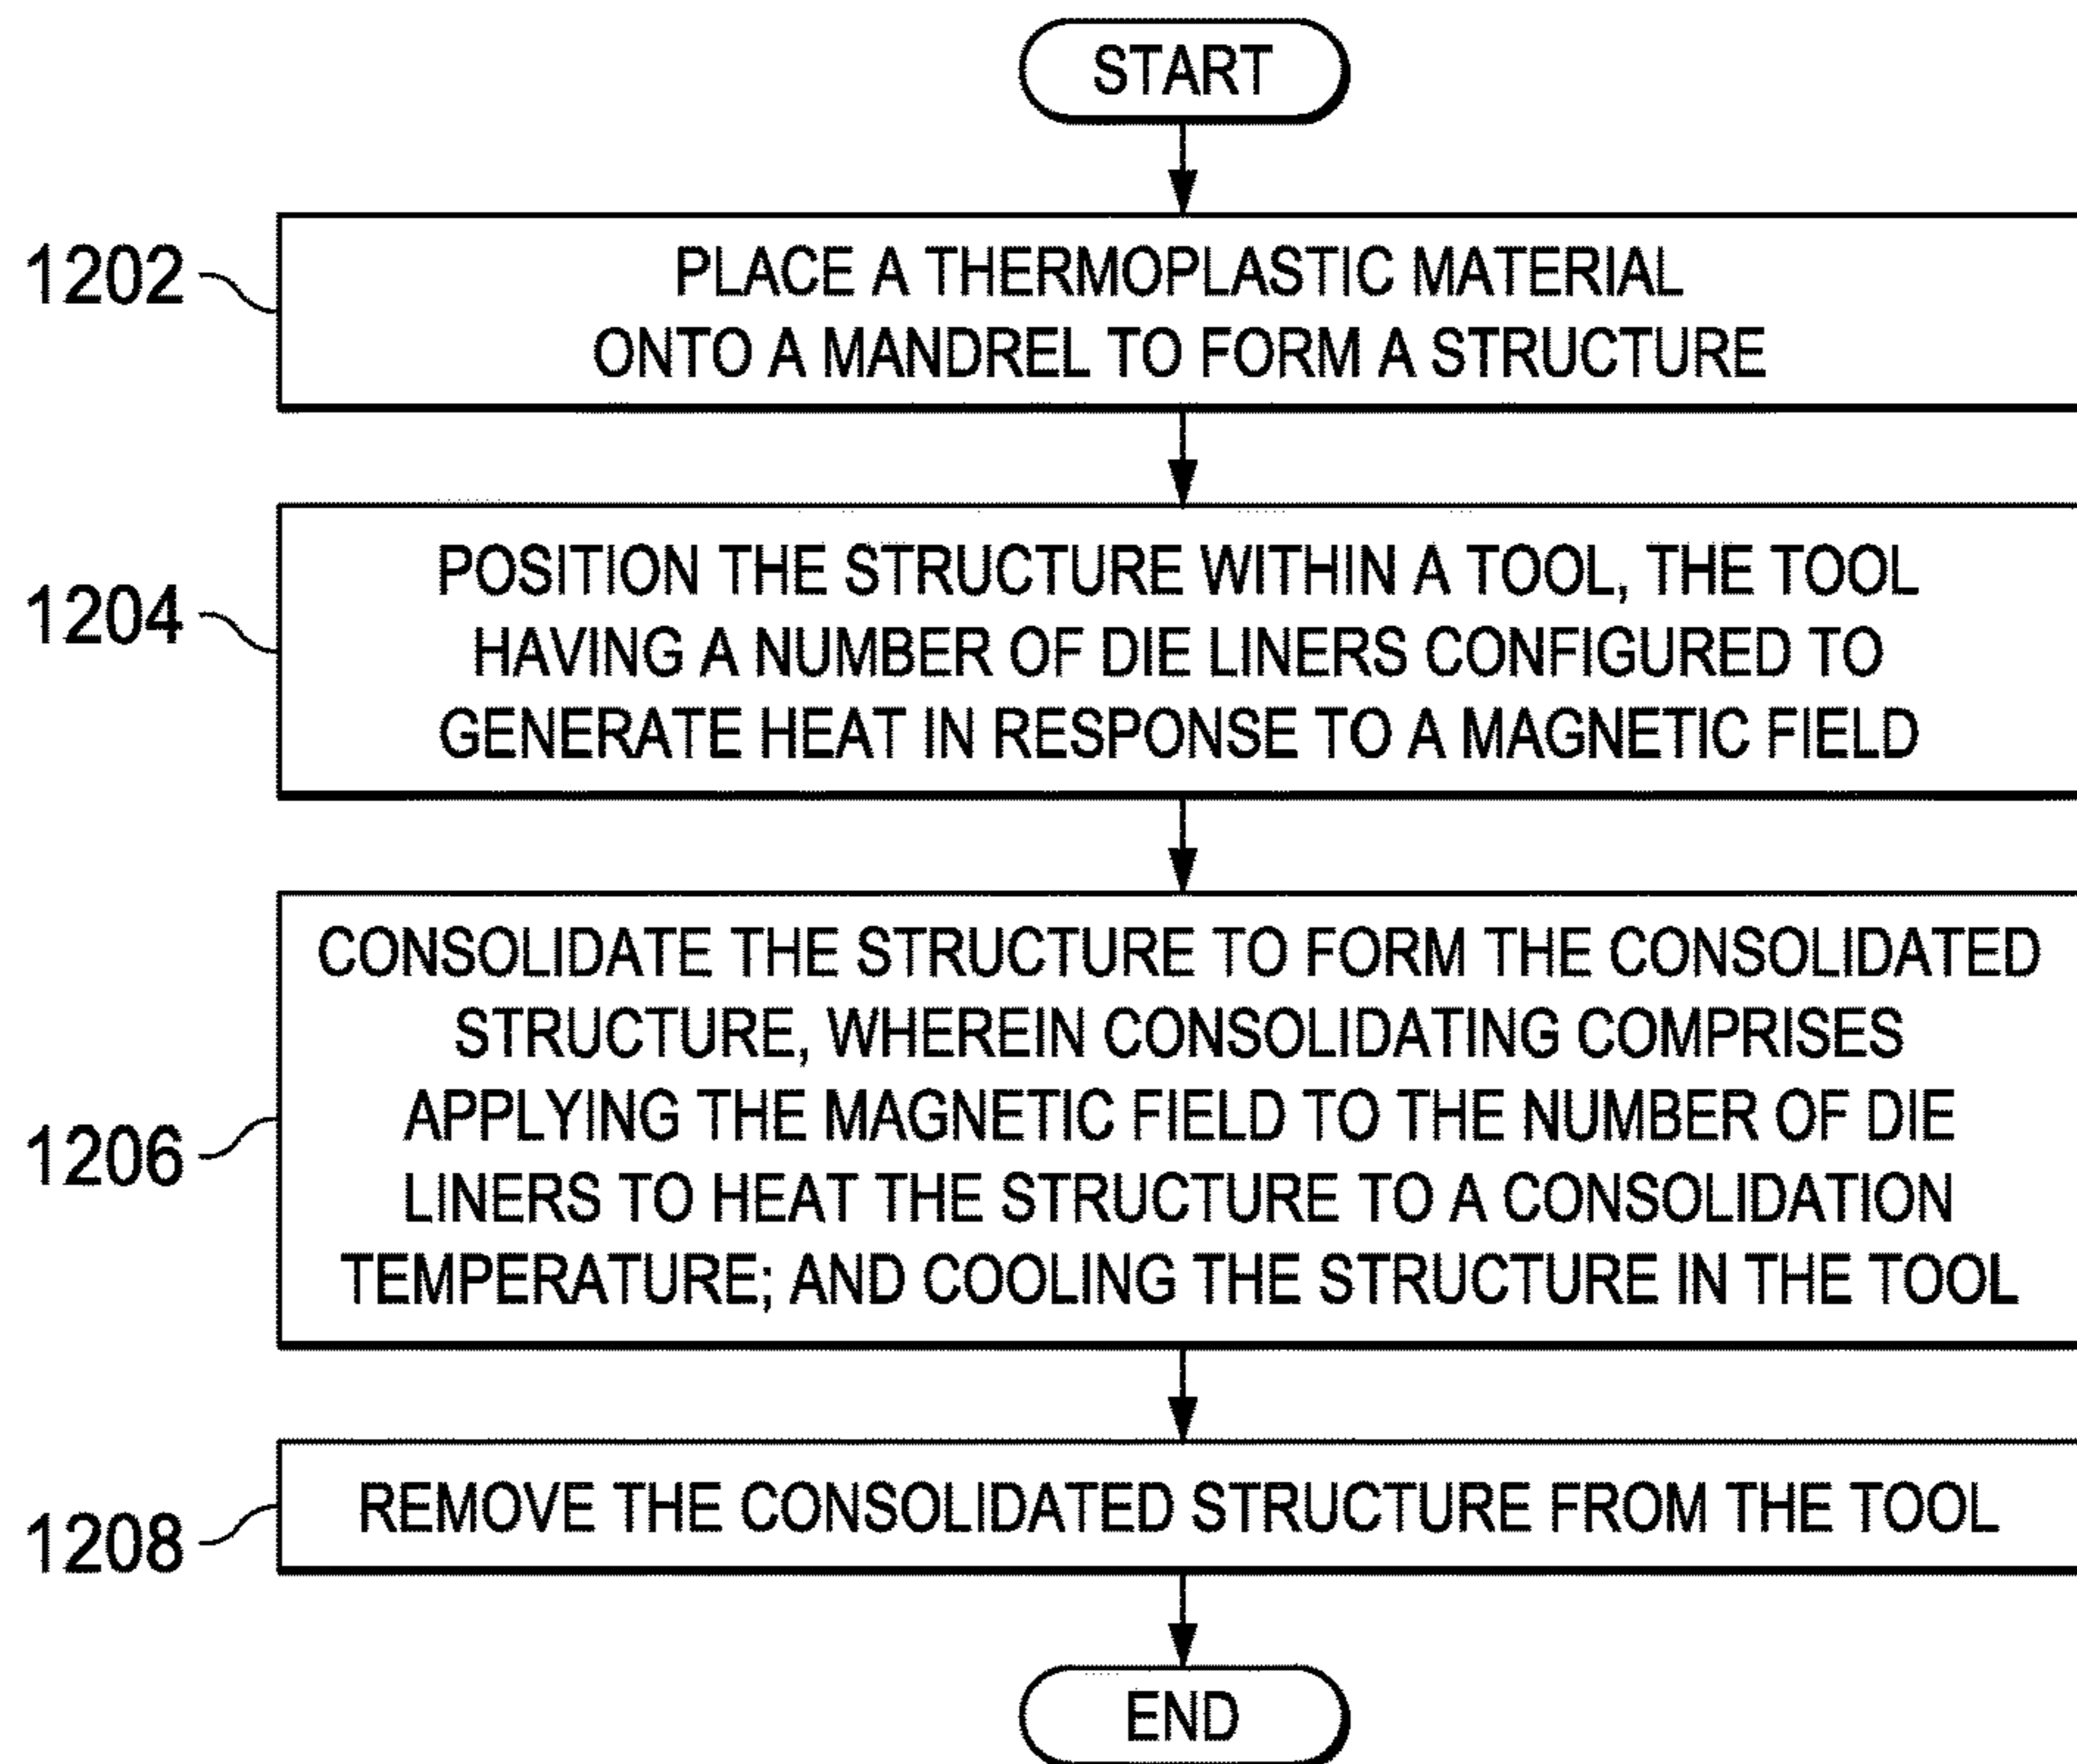 START
1202
PLACE A THERMOPLASTIC MATERIAL
ONTO A MANDREL TO FORM A STRUCTURE
1204
POSITION THE STRUCTURE WITHIN A TOOL, THE TOOL
HAVING A NUMBER OF DIE LINERS CONFIGURED TO
GENERATE HEAT IN RESPONSE TO A MAGNETIC FIELD
1206
CONSOLIDATE THE STRUCTURE TO FORM THE CONSOLIDATED
STRUCTURE, WHEREIN CONSOLIDATING COMPRISES
APPLYING THE MAGNETIC FIELD TO THE NUMBER OF DIE
LINERS TO HEAT THE STRUCTURE TO A CONSOLIDATION
TEMPERATURE; AND COOLING THE STRUCTURE IN THE TOOL
1208
REMOVE THE CONSOLIDATED STRUCTURE FROM THE TOOL
END